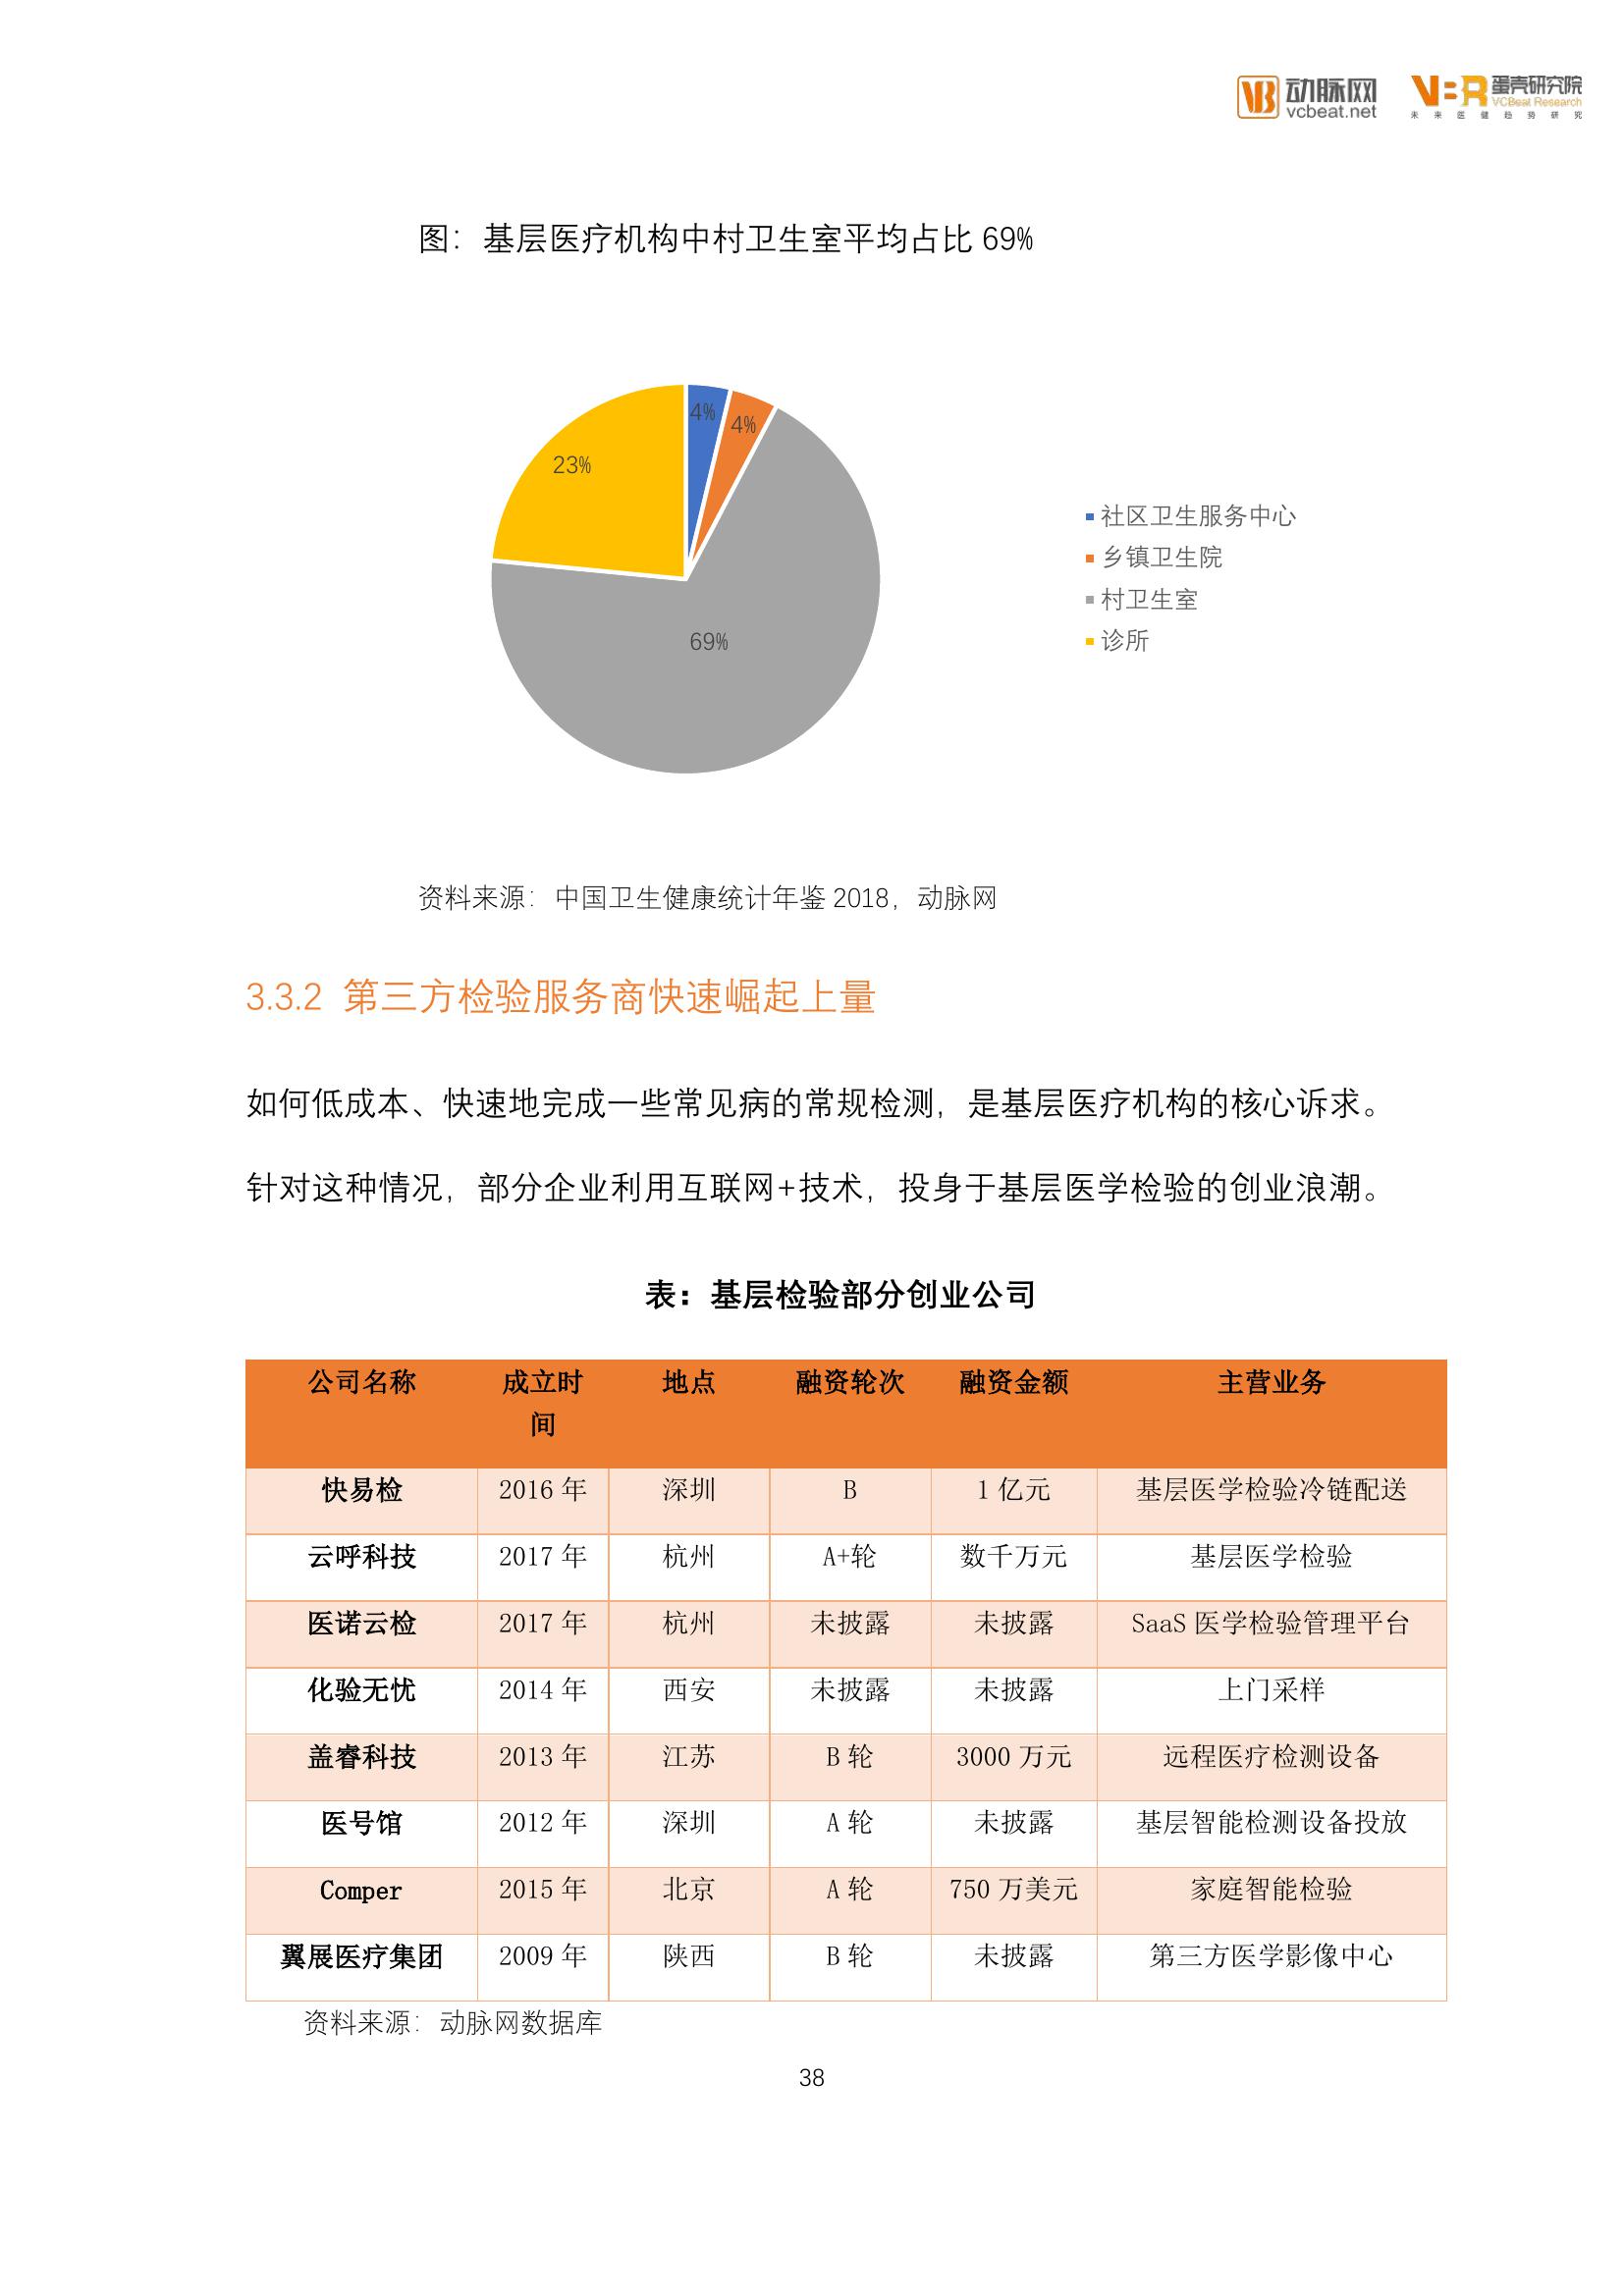 动脉网
vcbeat.net
VBR 蛋壳研究院
VCBeat Research
未来医健趋势研究
图：基层医疗机构中村卫生室平均占比 69%
4%
4%
23%
69%
社区卫生服务中心
乡镇卫生院
村卫生室
诊所
资料来源：中国卫生健康统计年鉴 2018，动脉网
3.3.2 第三方检验服务商快速崛起上量
如何低成本、快速地完成一些常见病的常规检测，是基层医疗机构的核心诉求。
针对这种情况，部分企业利用互联网+技术，投身于基层医学检验的创业浪潮。
表：基层检验部分创业公司
公司名称 成立时间 地点 融资轮次 融资金额 主营业务
快易检 2016 年 深圳 B 1 亿元 基层医学检验冷链配送
云呼科技 2017 年 杭州 A+轮 数千万元 基层医学检验
医诺云检 2017 年 杭州 未披露 未披露 SaaS 医学检验管理平台
化验无忧 2014 年 西安 未披露 未披露 上门采样
盖睿科技 2013 年 江苏 B 轮 3000 万元 远程医疗检测设备
医号馆 2012 年 深圳 A 轮 未披露 基层智能检测设备投放
Comper 2015 年 北京 A 轮 750 万美元 家庭智能检验
翼展医疗集团 2009 年 陕西 B 轮 未披露 第三方医学影像中心
资料来源：动脉网数据库
38